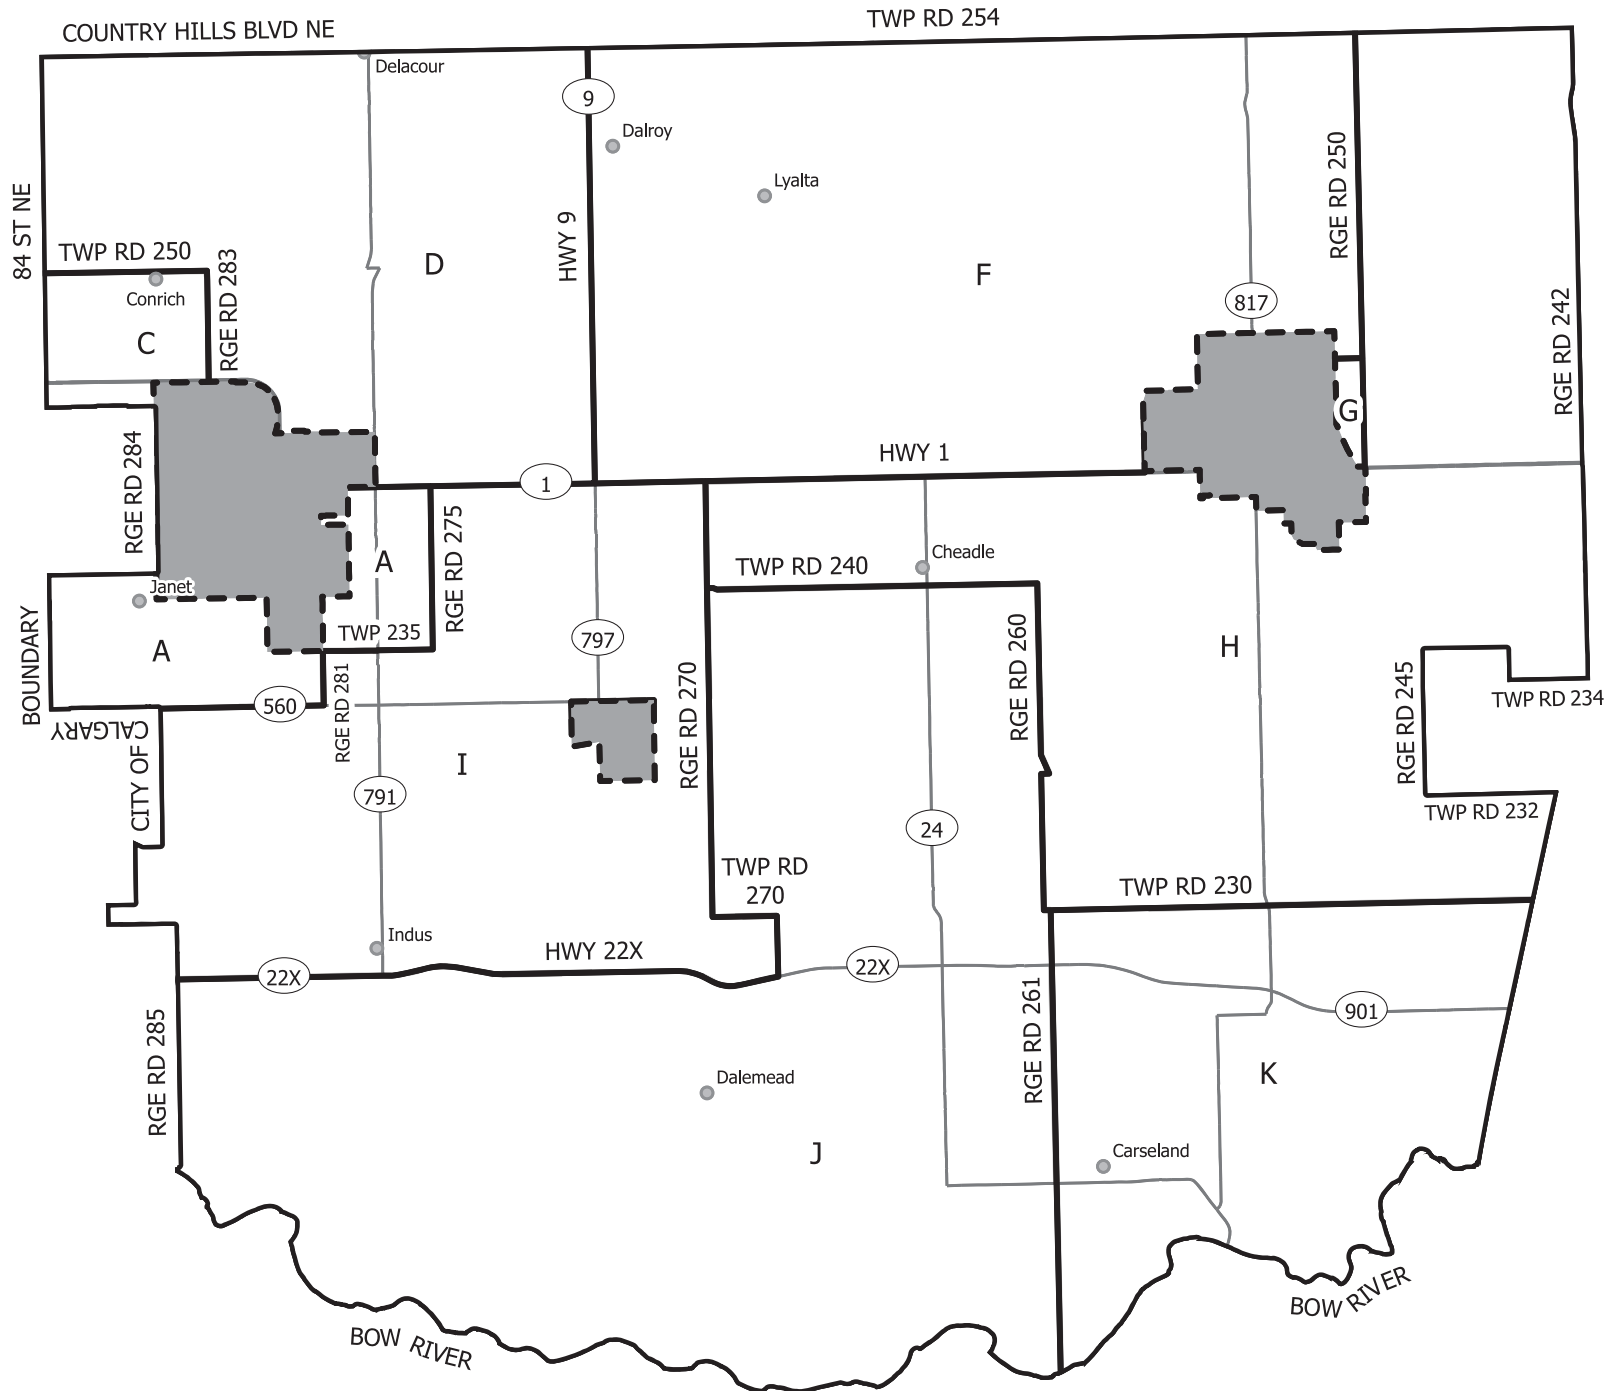 COUNTRY HILLS BLVD NE
TWP RD 254
Delacour
9
Dalroy
Lyalta
84 ST NE
HWY 9
RGE RD 250
TWP RD 250
RGE RD 283
D
F
Conrich
C
817
RGE RD 242
G
RGE RD 284
HWY 1
1
RGE RD 275
A
Cheadle
TWP RD 240
Janet
BOUNDARY
A
TWP 235
797
RGE RD 270
RGE RD 260
H
RGE RD 245
TWP RD 234
560
RGE RD 281
CALGARY
CITY OF
I
791
24
TWP RD 232
TWP RD
270
TWP RD 230
Indus
HWY 22X
22X
22X
RGE RD 285
RGE RD 261
901
Dalemead
K
J
Carseland
BOW RIVER
BOW RIVER